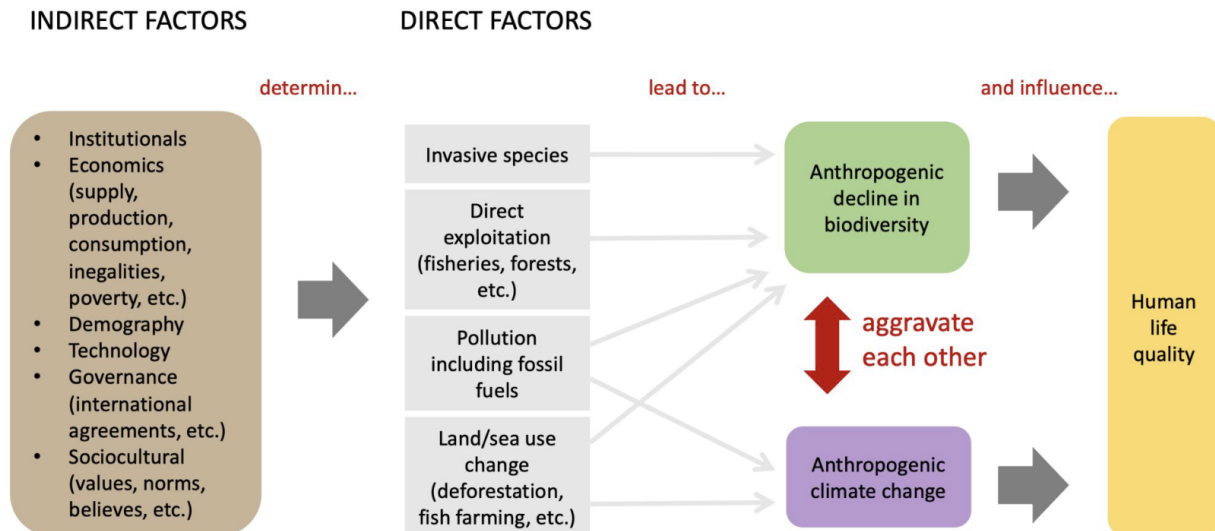 INDIRECT FACTORS
DIRECT FACTORS
determin...
lead to...
and influence...
• Institutionals
• Economics
(supply,
production,
consumption,
inegalities,
poverty, etc.)
• Demography
• Technology
• Governance
(international
agreements, etc.)
• Sociocultural
(values, norms,
believes, etc.)
Invasive species
Direct
exploitation
(fisheries, forests,
etc.)
Pollution
including fossil
fuels
Land/sea use
change
(deforestation,
fish farming, etc.)
Anthropogenic
decline in
biodiversity
aggravate
each other
Anthropogenic
climate change
Human
life
quality